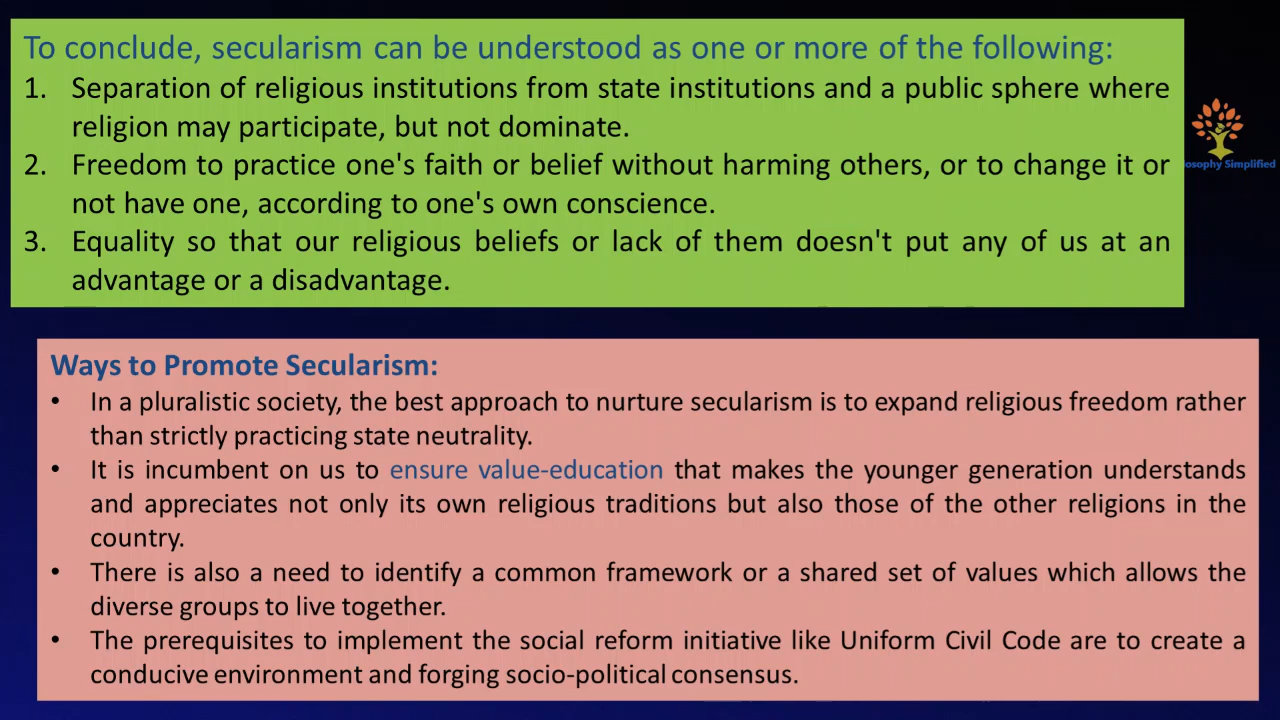 To conclude, secularism can be understood as one or more of the following:
1. Separation of religious institutions from state institutions and a public sphere where
religion may participate, but not dominate.
2. Freedom to practice one's faith or belief without harming others, or to change it or
not have one, according to one's own conscience.
3. Equality so that our religious beliefs or lack of them doesn't put any of us at an
advantage or a disadvantage.
osophy Simplified
Ways to Promote Secularism:
• In a pluralistic society, the best approach to nurture secularism is to expand religious freedom rather
than strictly practicing state neutrality.
• It is incumbent on us to ensure value-education that makes the younger generation understands
and appreciates not only its own religious traditions but also those of the other religions in the
country.
• There is also a need to identify a common framework or a shared set of values which allows the
diverse groups to live together.
• The prerequisites to implement the social reform initiative like Uniform Civil Code are to create a
conducive environment and forging socio-political consensus.